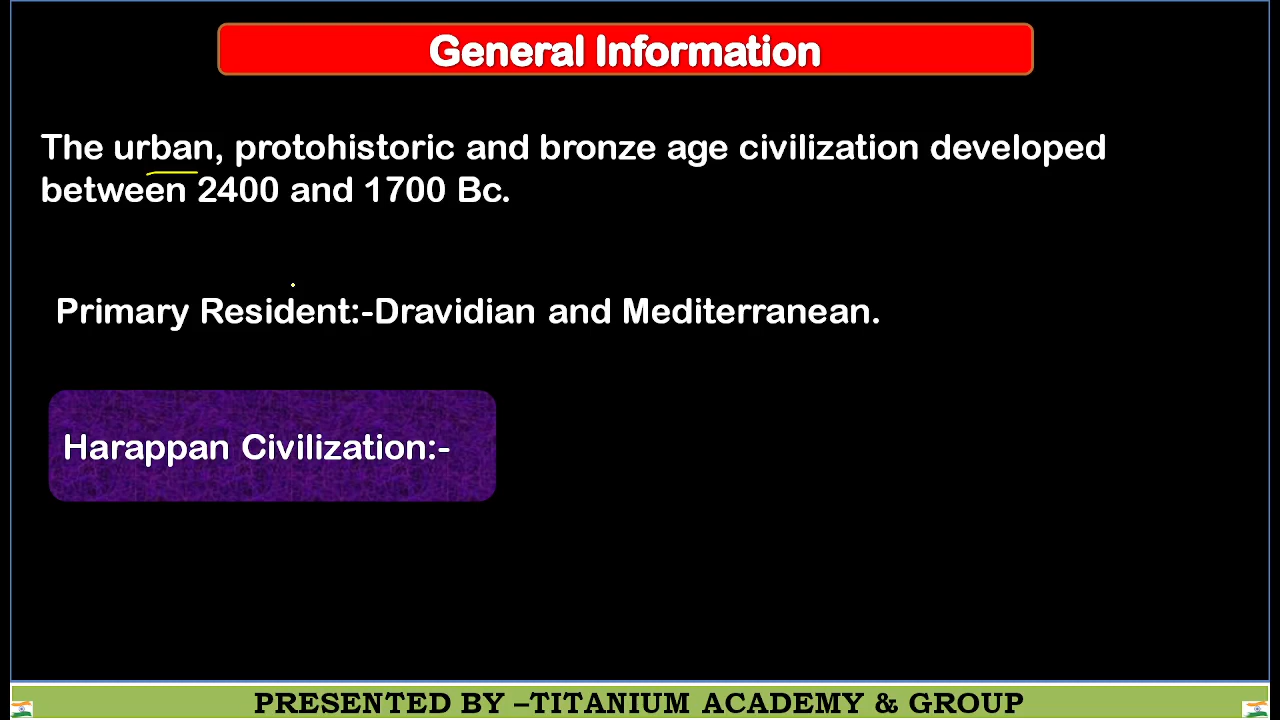 General Information
The urban, protohistoric and bronze age civilization developed
between 2400 and 1700 Bc.
Primary Resident:-Dravidian and Mediterranean.
Harappan Civilization:-
PRESENTED BY –TITANIUM ACADEMY & GROUP